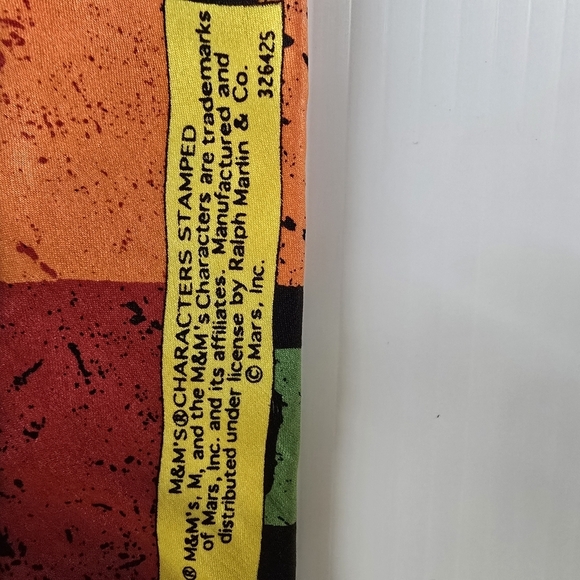 M&M'S®CHARACTERS STAMPED
® M&M's, M, and the M&M's Characters are trademarks
of Mars, Inc. and its affiliates. Manufactured and
distributed under license by Ralph Marlin & Co.
© Mars, Inc. 326425